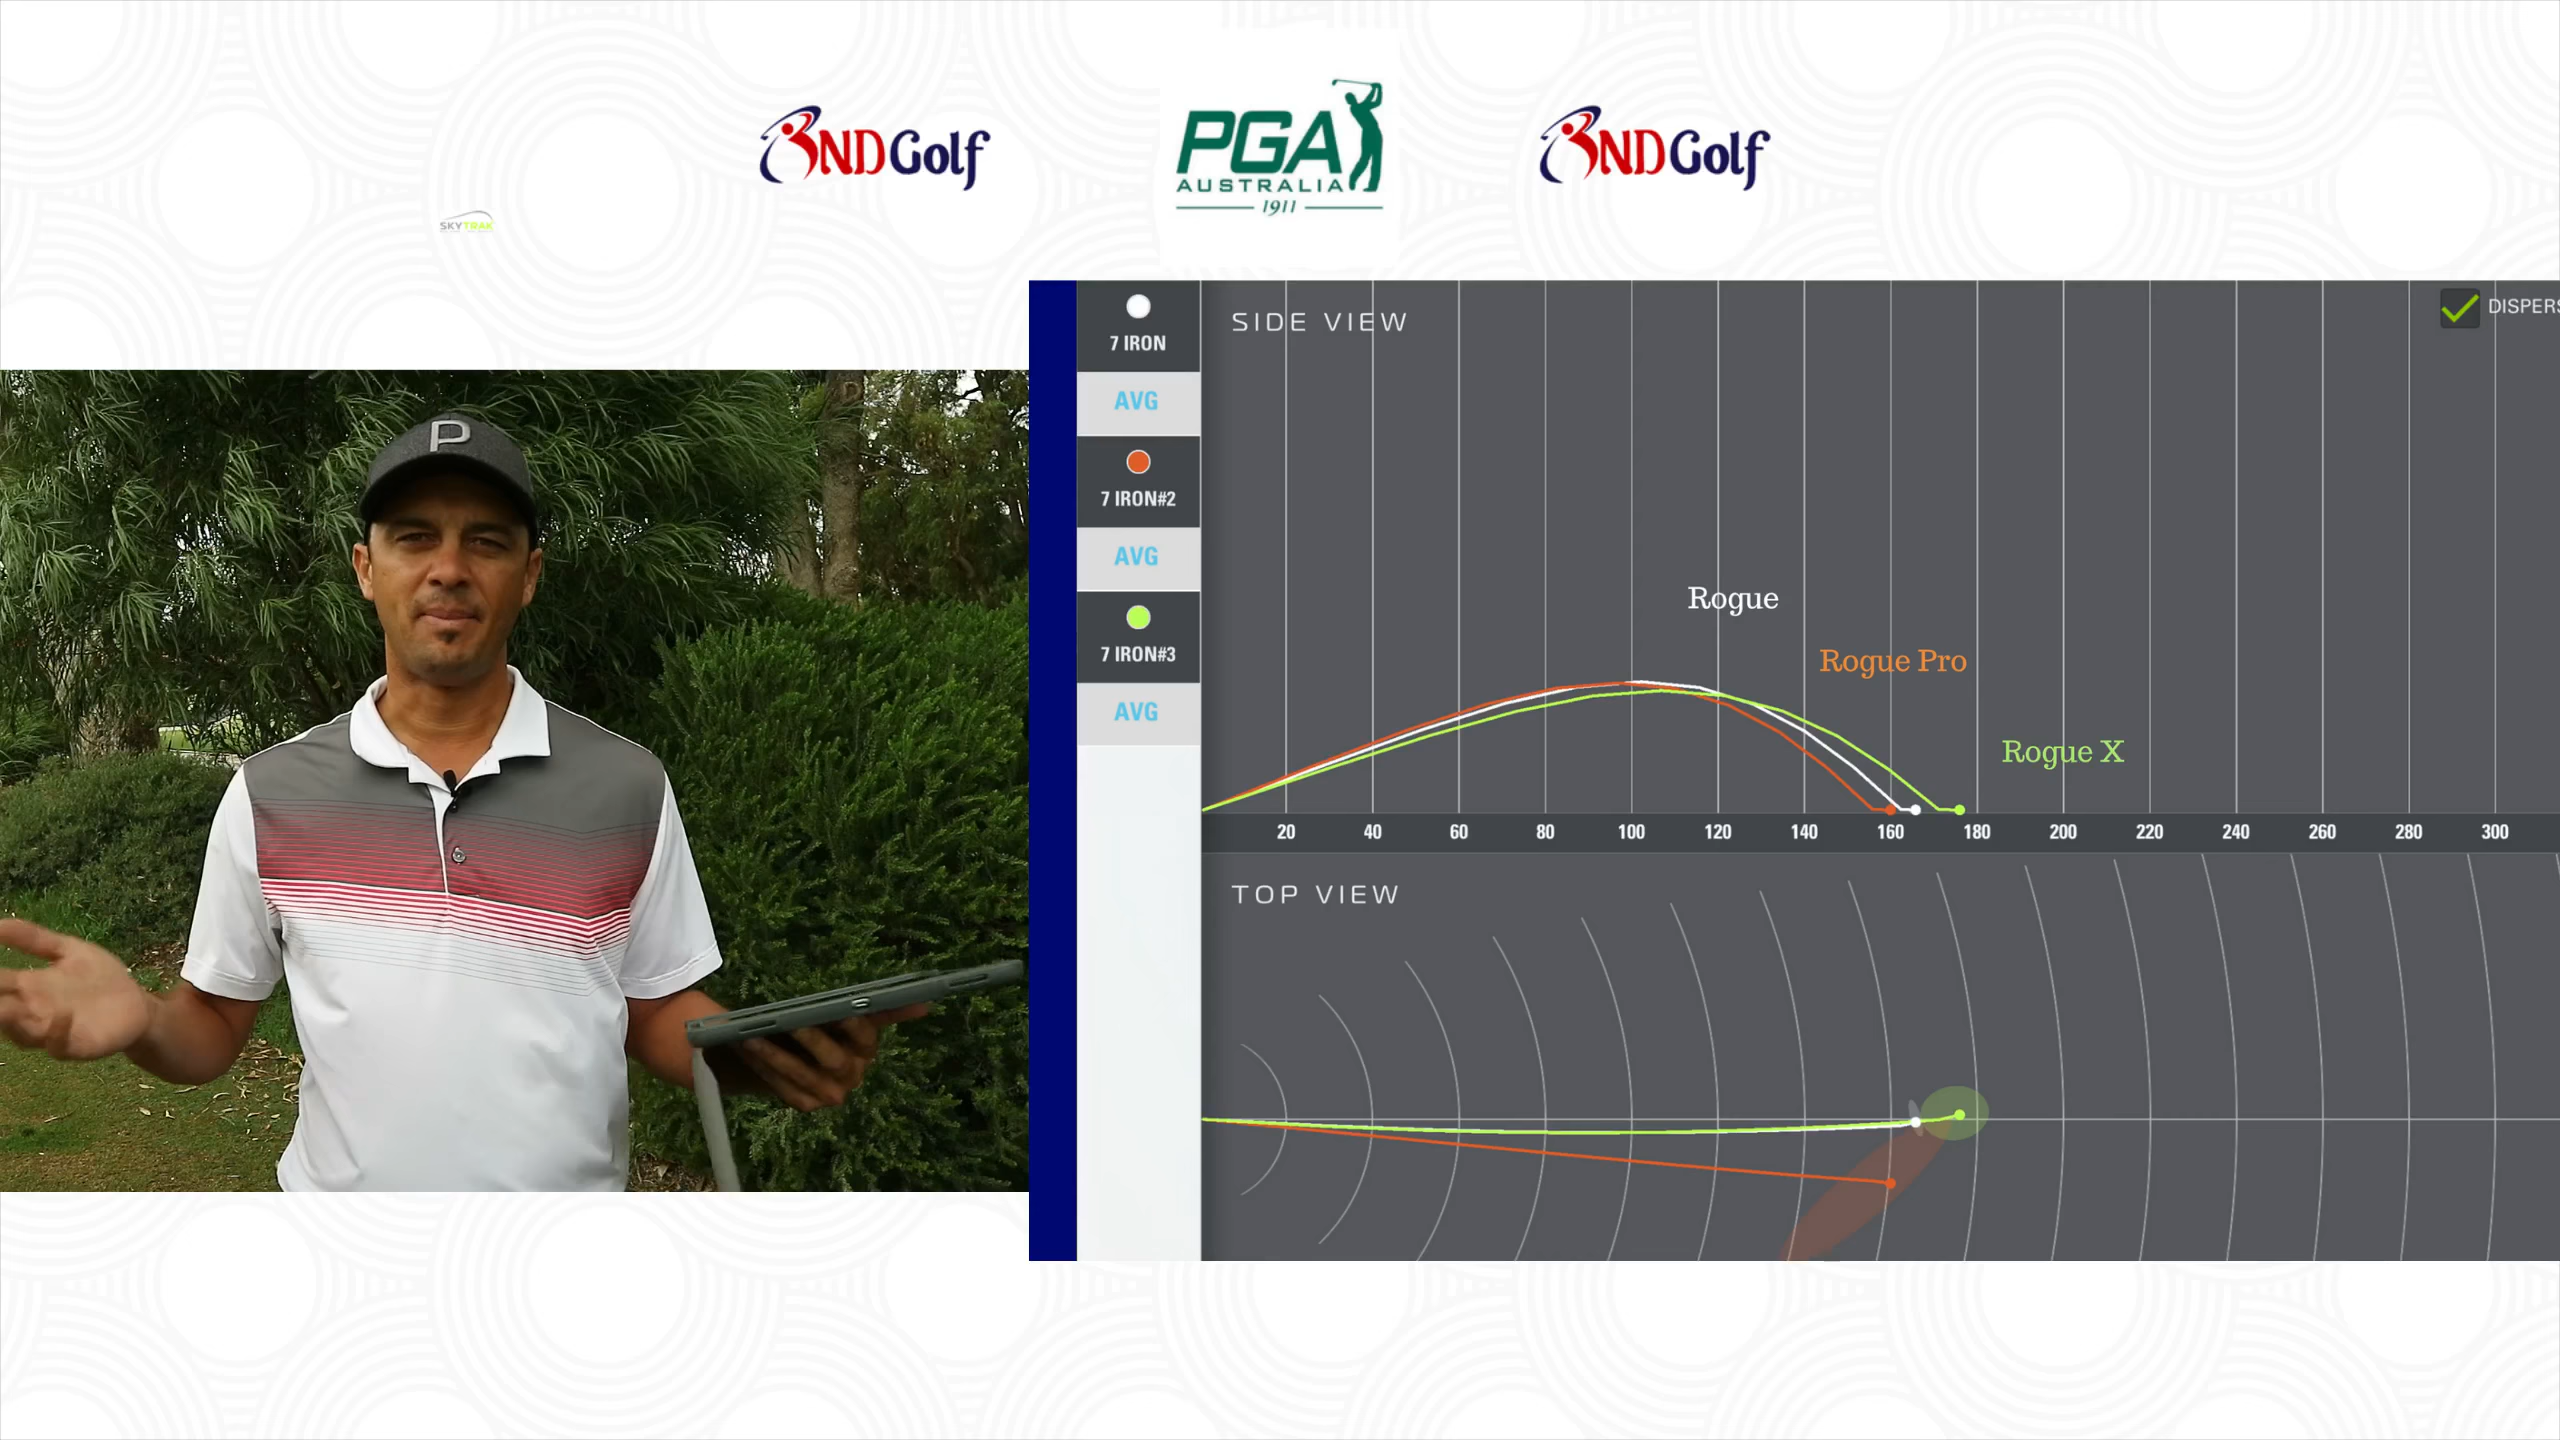 NDGolf
PGA
AUSTRALIA
1911
NDGolf
SKYTRAK
P
7 IRON
AVG
7 IRON#2
AVG
7 IRON#3
AVG
SIDE VIEW
DISPERS
Rogue
Rogue Pro
Rogue X
20 40 60 80 100 120 140 160 180 200 220 240 260 280 300
TOP VIEW